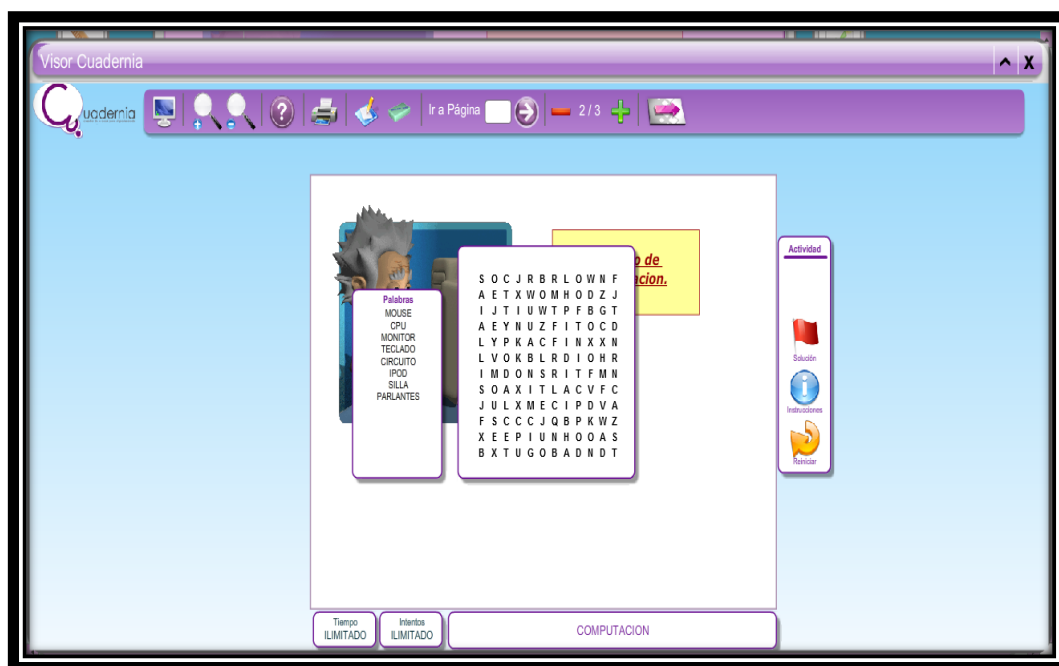 Visor Cuadernia
X
Cuadernia
Ir a Página 2 / 3
o de
acion.
Actividad
Solución
Instrucciones
Reiniciar
Palabras
MOUSE
CPU
MONITOR
TECLADO
CIRCUITO
IPOD
SILLA
PARLANTES
S O C J R B R L O W N F
A E T X W O M H O D Z J
I J T I U W T P F B G T
A E Y N U Z F I T O C D
L Y P K A C F I N X X N
L V O K B L R D I O H R
I M D O N S R I T F M N
S O A X I T L A C V F C
J U L X M E C I P D V A
F S C C C J Q B P K W Z
X E E P I U N H O O A S
B X T U G O B A D N D T
Tiempo
ILIMITADO
Intentos
ILIMITADO
COMPUTACION